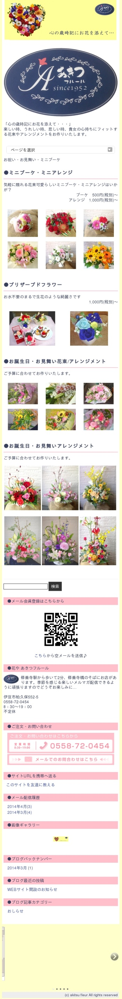 心の歳時記にお花を添えて…
あきつ
フルール
since1952
「心の歳時記にお花を添えて・・・」
楽しい時、うれしい時、悲しい時、貴女の心持ちにフィットす
る花束やアレンジメントをお作りいたします。
ページを選択
お祝い・お見舞い・ミニブーケ
●ミニブーケ・ミニアレンジ
気軽に贈れる花束可愛らしいミニブーケ・ミニアレンジはいか
が？
ブーケ　500円(税別)〜
アレンジ　1,000円(税別)〜
●プリザーブドフラワー
お水不要のまるで生花のような綺麗さです
1,000円(税別)〜
●お誕生日・お見舞い花束/アレンジメント
ご予算に合わせてお作りいたします。
●お誕生日・お見舞いアレンジメント
ご予算に合わせてお作りいたします。
検索
●メール会員登録はこちらから
こちらから空メールを送信♪
●花や あきつフルール
修善寺駅から歩いて2分、修善寺橋のそばにお店があ
ります。季節を感じる楽しいメルマガ配信できるよ
うに頑張りますのでどうぞお楽しみに…
伊豆市柏久保552-5
0558-72-0454
8：30〜19：00
不定休
●ご注文・お問い合わせ
ご注文・お問い合わせはこちらから
営業時間
8:30~19:00
0558-72-0454
メールでのお問合わせはこちら
●サイトURLを携帯へ送る
このサイトを友達に教える
●メール配信履歴
2014年4月(3)
2014年3月(4)
●画像ギャラリー
●ブログバックナンバー
2014年3月 (1)
●ブログ最近の投稿
WEBサイト開設のお知らせ
●ブログ記事カテゴリー
おしらせ
(c) akitsu fleur All rights reserved